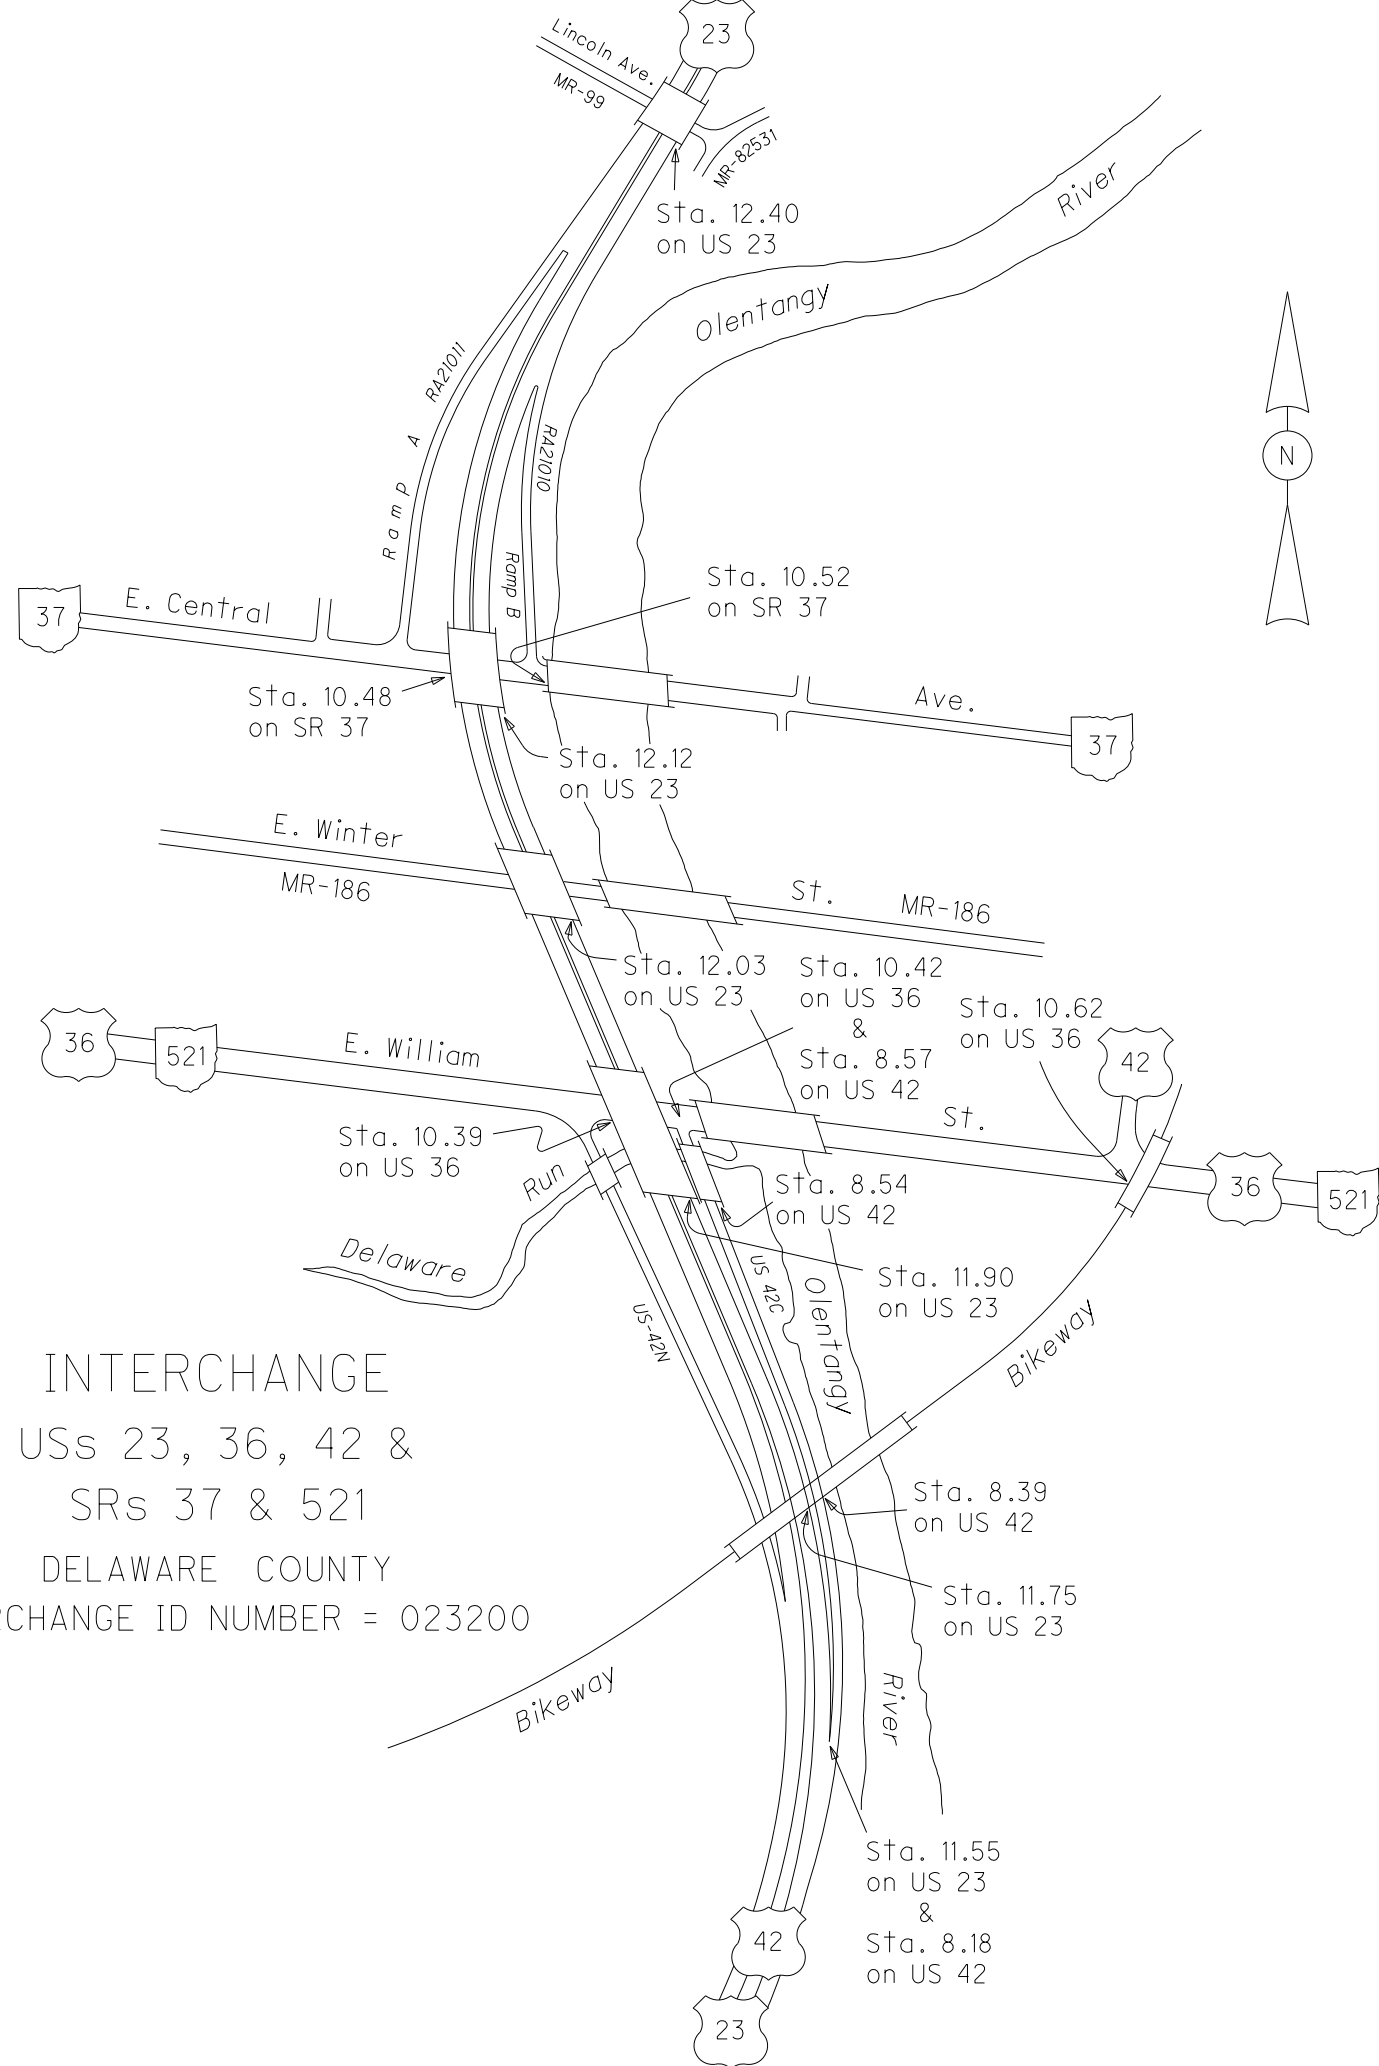 23
Lincoln Ave.
MR-99
MR-82531
Sta. 12.40
on US 23
River
Olentangy
RA21011
Ramp A
RA21010
Ramp B
N
Sta. 10.52
on SR 37
37
E. Central
Sta. 10.48
on SR 37
Ave.
37
Sta. 12.12
on US 23
E. Winter
MR-186
St.
MR-186
Sta. 12.03
on US 23
Sta. 10.42
on US 36
&
Sta. 8.57
on US 42
Sta. 10.62
on US 36
42
36
521
E. William
St.
Sta. 10.39
on US 36
Run
Delaware
Sta. 8.54
on US 42
36
521
US 42C
Sta. 11.90
on US 23
Olentangy
US-42N
Bikeway
INTERCHANGE
USs 23, 36, 42 &
SRs 37 & 521
DELAWARE COUNTY
RCHANGE ID NUMBER = 023200
Sta. 8.39
on US 42
Sta. 11.75
on US 23
Bikeway
River
Sta. 11.55
on US 23
&
Sta. 8.18
on US 42
42
23